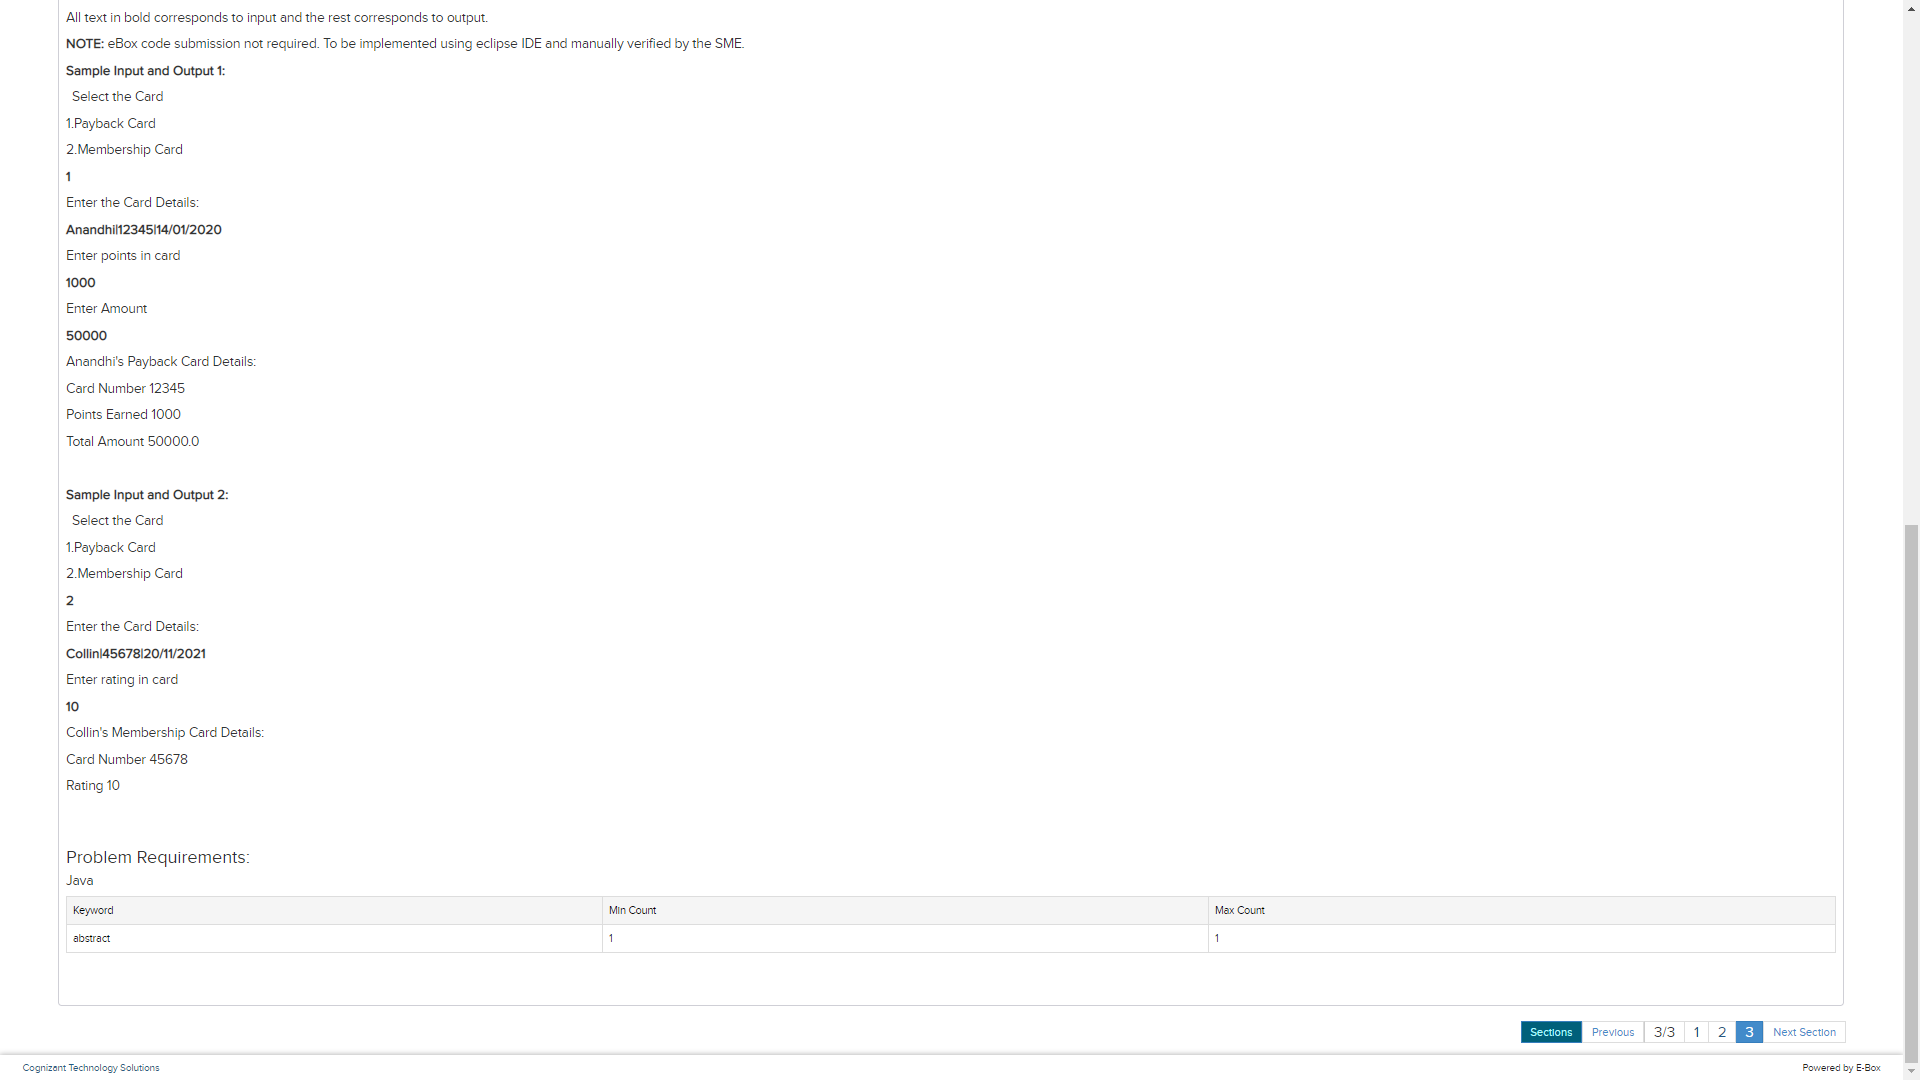 All text in bold corresponds to input and the rest corresponds to output.
NOTE: eBox code submission not required. To be implemented using eclipse IDE and manually verified by the SME.
Sample Input and Output 1:
Select the Card
1.Payback Card
2.Membership Card
1
Enter the Card Details:
Anandhi|12345|14/01/2020
Enter points in card
1000
Enter Amount
50000
Anandhi's Payback Card Details:
Card Number 12345
Points Earned 1000
Total Amount 50000.0
Sample Input and Output 2:
Select the Card
1.Payback Card
2.Membership Card
2
Enter the Card Details:
Collin|45678|20/11/2021
Enter rating in card
10
Collin's Membership Card Details:
Card Number 45678
Rating 10
Problem Requirements:
Java
Keyword Min Count Max Count
abstract 1 1
Sections Previous 3/3 1 2 3 Next Section
Cognizant Technology Solutions Powered by E-Box